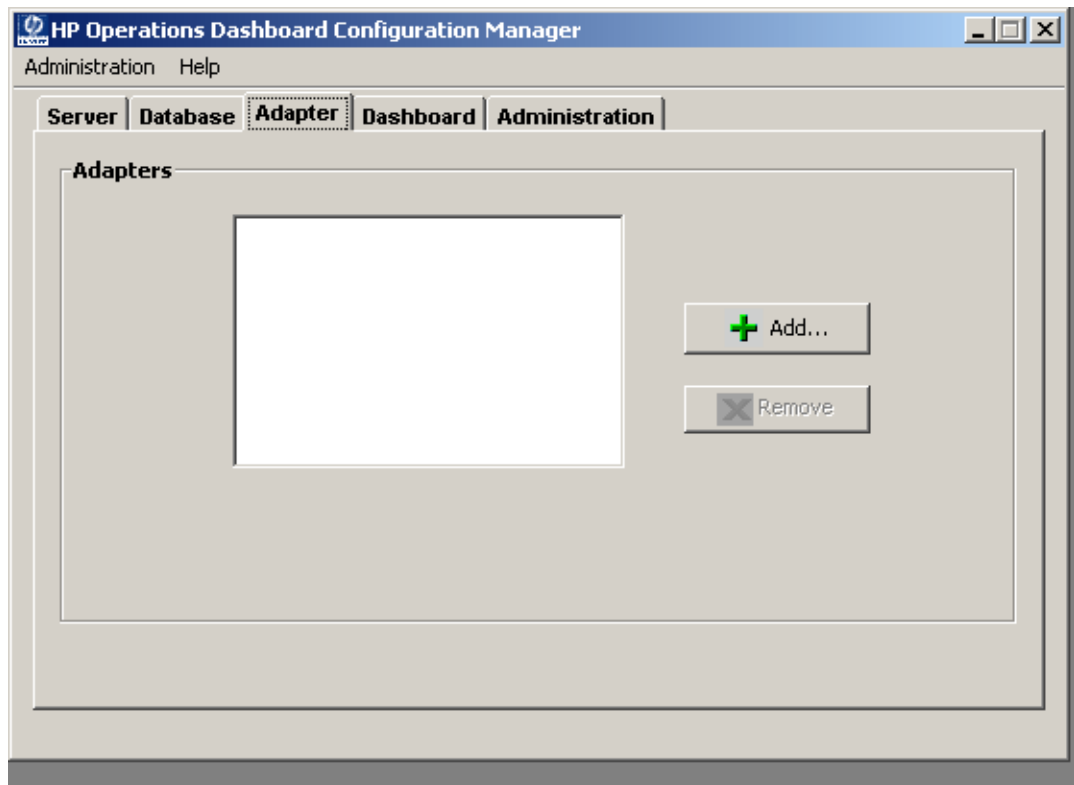 HP Operations Dashboard Configuration Manager
Administration Help
Server Database Adapter Dashboard Administration
Adapters
Add...
Remove